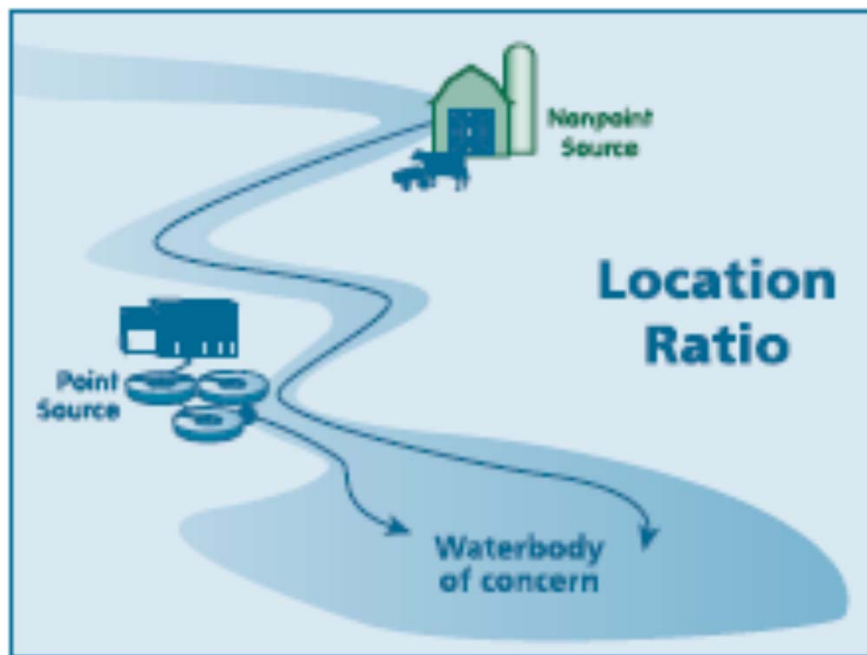 Nonpoint
Source
Location
Ratio
Point
Source
Waterbody
of concern